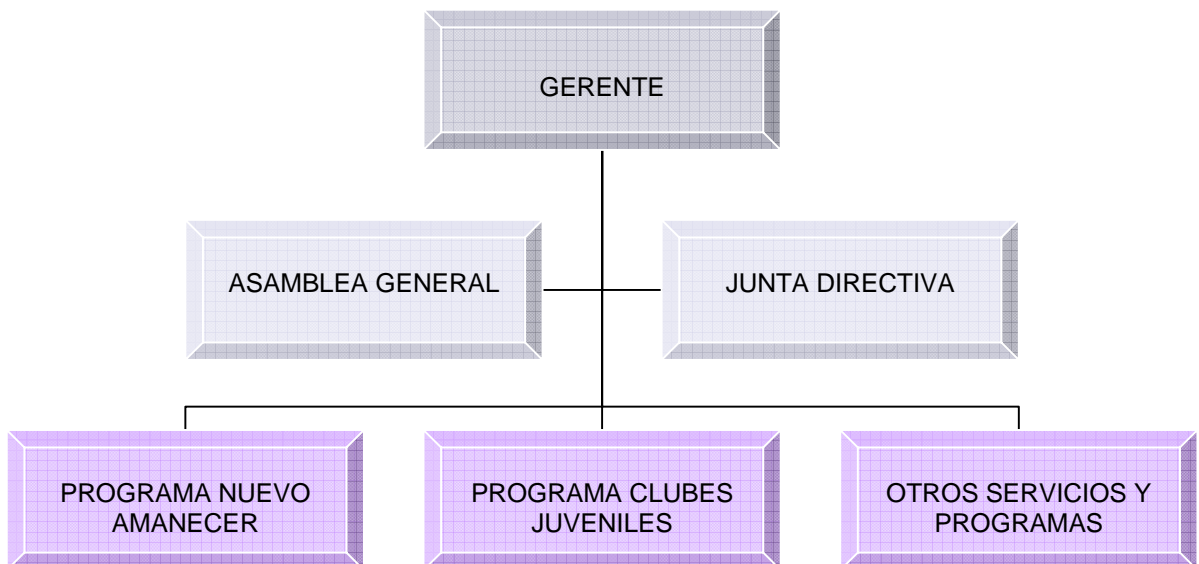 GERENTE
ASAMBLEA GENERAL
JUNTA DIRECTIVA
PROGRAMA NUEVO
AMANECER
PROGRAMA CLUBES
JUVENILES
OTROS SERVICIOS Y
PROGRAMAS